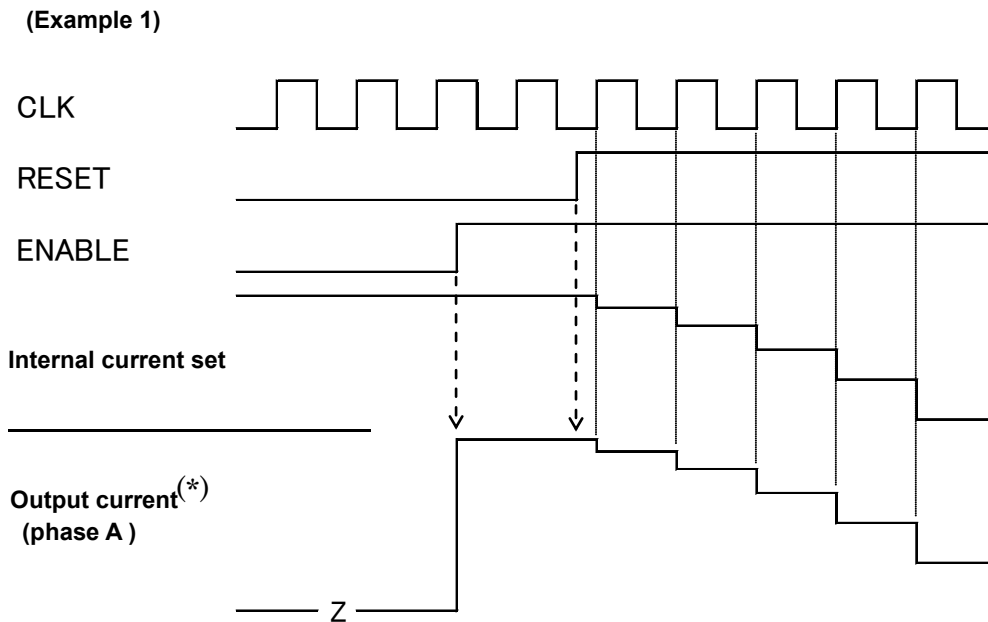 (Example 1)
CLK
RESET
ENABLE
Internal current set
Output current(*)
(phase A )
Z